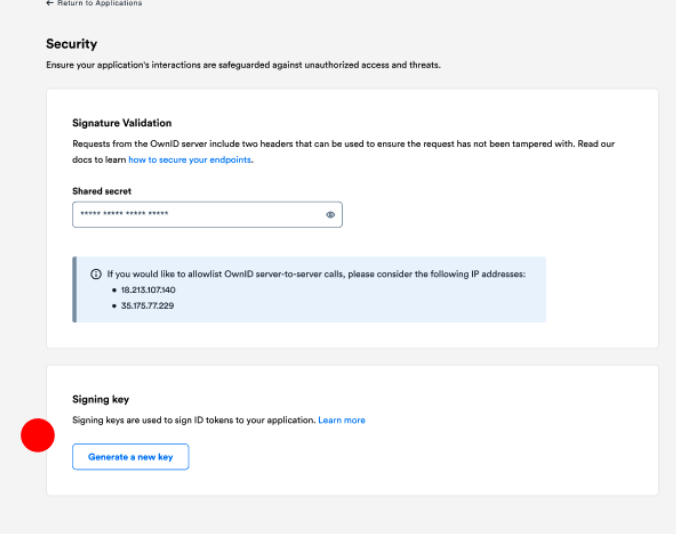 ← Return to Applications
Security
Ensure your application's interactions are safeguarded against unauthorized access and threats.
Signature Validation
Requests from the OwnID server include two headers that can be used to ensure the request has not been tampered with. Read our
docs to learn how to secure your endpoints.
Shared secret
***** ***** ***** *****
If you would like to allowlist OwnID server-to-server calls, please consider the following IP addresses:
• 18.213.107.140
• 35.175.77.229
Signing key
Signing keys are used to sign ID tokens to your application. Learn more
Generate a new key